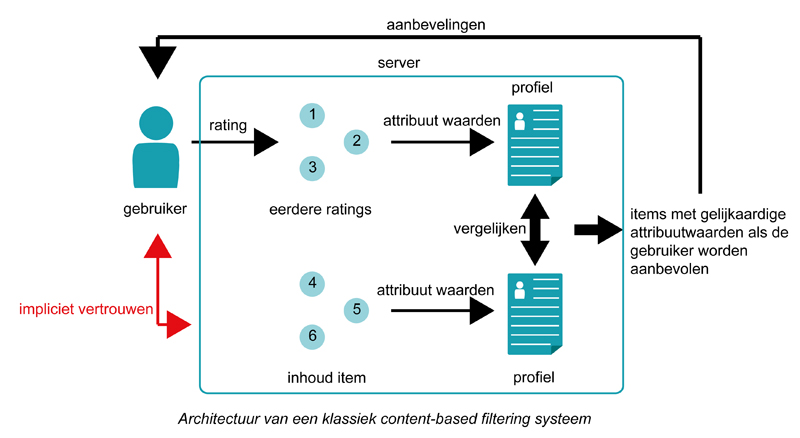 aanbevelingen
server
profiel
rating
1
2
3
attribuut waarden
gebruiker
eerdere ratings
vergelijken
items met gelijkaardige
attribuutwaarden als de
gebruiker worden
aanbevolen
impliciet vertrouwen
4
5
6
attribuut waarden
inhoud item
profiel
Architectuur van een klassiek content-based filtering systeem